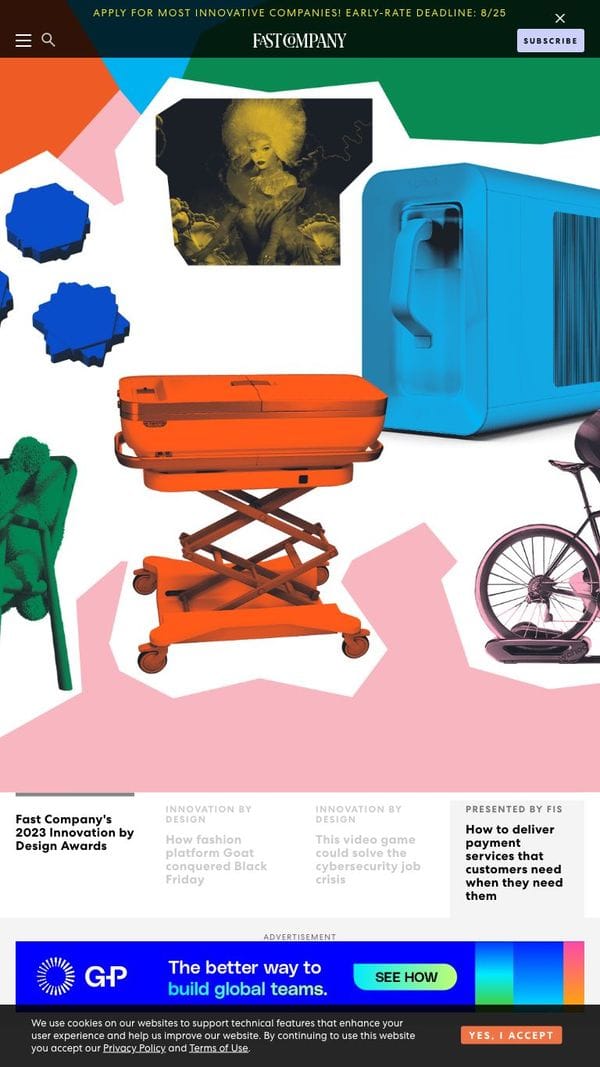 APPLY FOR MOST INNOVATIVE COMPANIES! EARLY-RATE DEADLINE: 8/25
FAST COMPANY
SUBSCRIBE
Fast Company's
2023 Innovation by
Design Awards
INNOVATION BY
DESIGN
How fashion
platform Goat
conquered Black
Friday
INNOVATION BY
DESIGN
This video game
could solve the
cybersecurity job
crisis
PRESENTED BY FIS
How to deliver
payment
services that
customers need
when they need
them
ADVERTISEMENT
G-P
The better way to
build global teams.
SEE HOW
We use cookies on our websites to support technical features that enhance your
user experience and help us improve our website. By continuing to use this website
you accept our Privacy Policy and Terms of Use.
YES, I ACCEPT